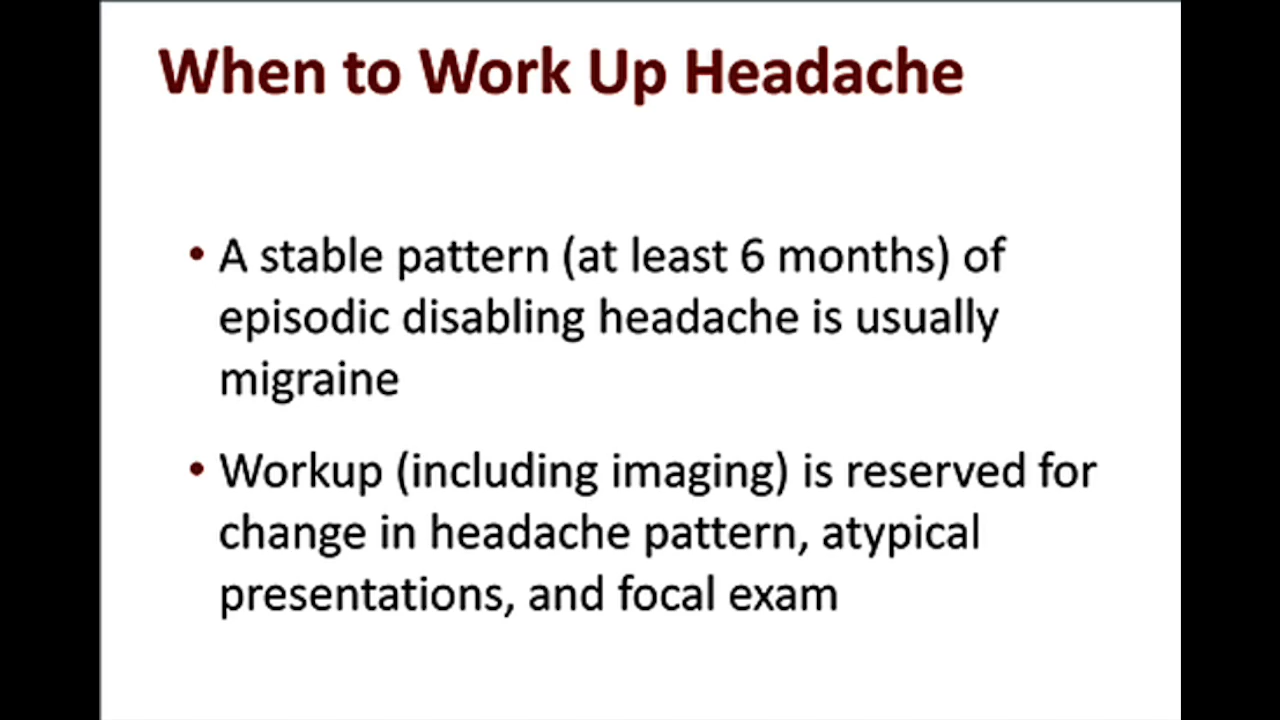 When to Work Up Headache
• A stable pattern (at least 6 months) of
episodic disabling headache is usually
migraine
• Workup (including imaging) is reserved for
change in headache pattern, atypical
presentations, and focal exam